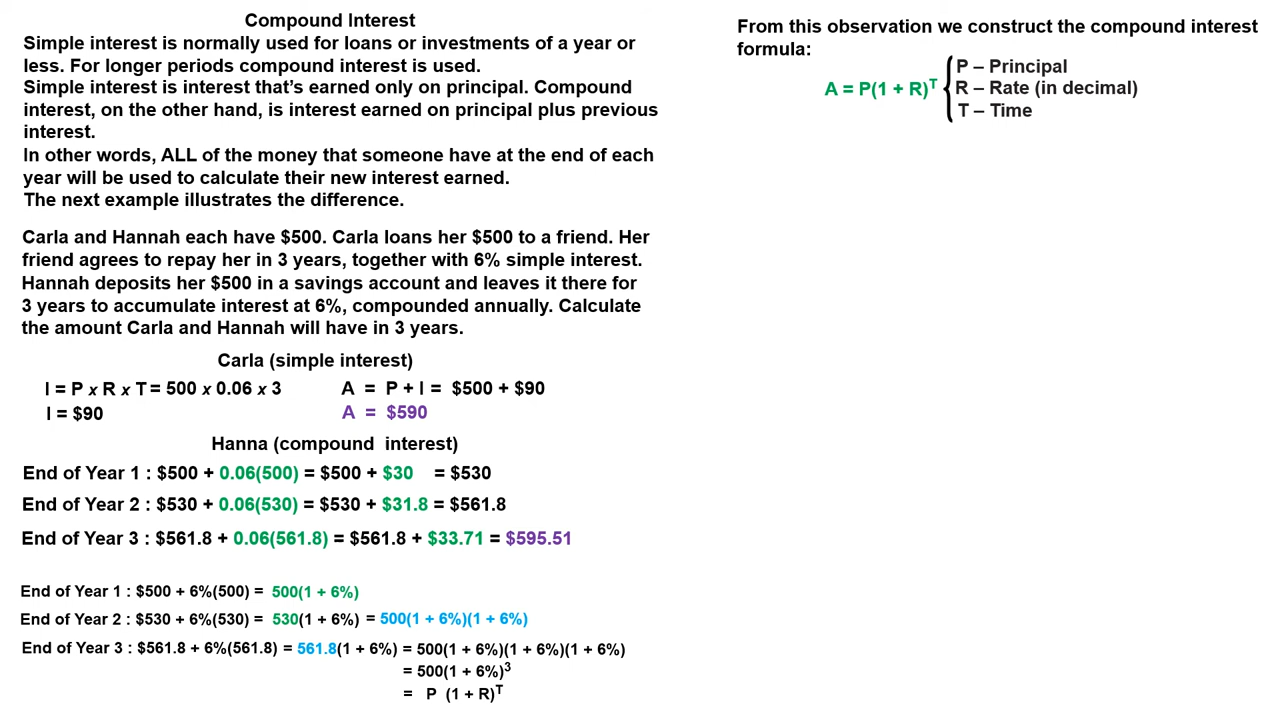 Compound Interest
Simple interest is normally used for loans or investments of a year or
less. For longer periods compound interest is used.
Simple interest is interest that's earned only on principal. Compound
interest, on the other hand, is interest earned on principal plus previous
interest.
In other words, ALL of the money that someone have at the end of each
year will be used to calculate their new interest earned.
The next example illustrates the difference.
Carla and Hannah each have $500. Carla loans her $500 to a friend. Her
friend agrees to repay her in 3 years, together with 6% simple interest.
Hannah deposits her $500 in a savings account and leaves it there for
3 years to accumulate interest at 6%, compounded annually. Calculate
the amount Carla and Hannah will have in 3 years.
Carla (simple interest)
I = P x R x T = 500 x 0.06 x 3 A = P + I = $500 + $90
I = $90 A = $590
Hanna (compound interest)
End of Year 1 : $500 + 0.06(500) = $500 + $30 = $530
End of Year 2 : $530 + 0.06(530) = $530 + $31.8 = $561.8
End of Year 3 : $561.8 + 0.06(561.8) = $561.8 + $33.71 = $595.51
End of Year 1 : $500 + 6%(500) = 500(1 + 6%)
End of Year 2 : $530 + 6%(530) = 530(1 + 6%) = 500(1 + 6%)(1 + 6%)
End of Year 3 : $561.8 + 6%(561.8) = 561.8(1 + 6%) = 500(1 + 6%)(1 + 6%)(1 + 6%)
= 500(1 + 6%)³
= P (1 + R)ᵀ
From this observation we construct the compound interest
formula:
A = P(1 + R)ᵀ
P – Principal
R – Rate (in decimal)
T – Time